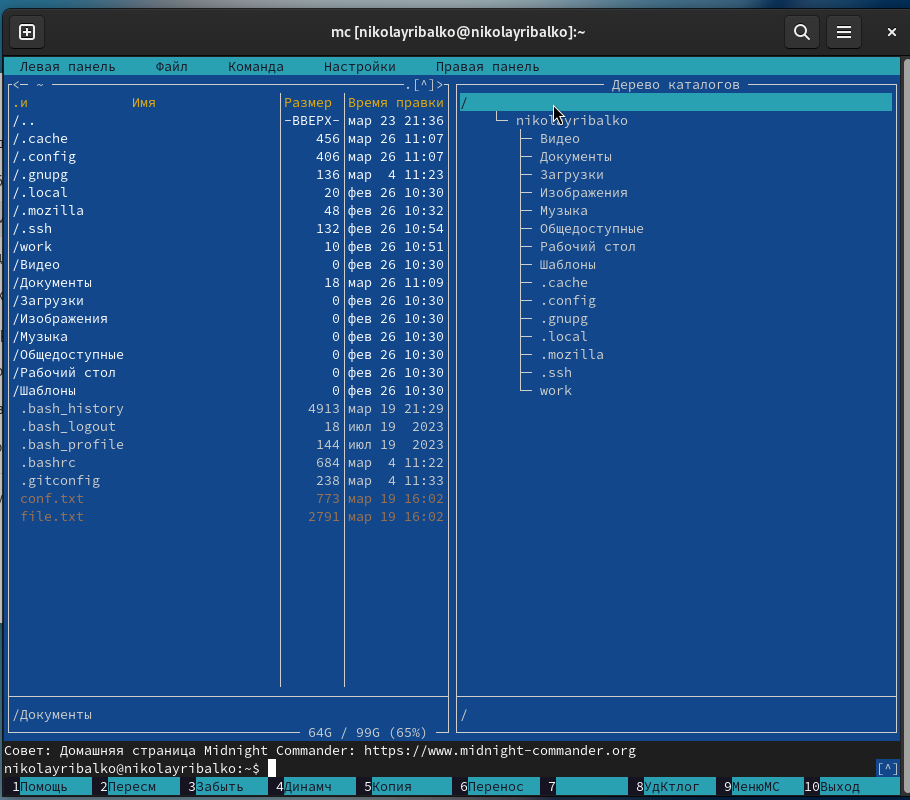 mc [nikolayribalko@nikolayribalko]:~
Левая панель Файл Команда Настройки Правая панель
<─ ~ .[^]> Дерево каталогов
.и Имя Размер Время правки
/
/.. -ВВЕРХ- мар 23 21:36
nikolayribalko
/.cache 456 мар 26 11:07
Видео
/.config 406 мар 26 11:07
Документы
/.gnupg 136 мар 4 11:23
Загрузки
/.local 20 фев 26 10:30
Изображения
/.mozilla 48 фев 26 10:32
Музыка
/.ssh 132 фев 26 10:54
Общедоступные
/work 10 фев 26 10:51
Рабочий стол
/Видео 0 фев 26 10:30
Шаблоны
/Документы 18 мар 26 11:09
.cache
/Загрузки 0 фев 26 10:30
.config
/Изображения 0 фев 26 10:30
.gnupg
/Музыка 0 фев 26 10:30
.local
/Общедоступные 0 фев 26 10:30
.mozilla
/Рабочий стол 0 фев 26 10:30
.ssh
/Шаблоны 0 фев 26 10:30
work
.bash_history 4913 мар 19 21:29
.bash_logout 18 июл 19 2023
.bash_profile 144 июл 19 2023
.bashrc 684 мар 4 11:22
.gitconfig 238 мар 4 11:33
conf.txt 773 мар 19 16:02
file.txt 2791 мар 19 16:02
/Документы
/
64G / 99G (65%)
Совет: Домашняя страница Midnight Commander: https://www.midnight-commander.org
nikolayribalko@nikolayribalko:~$ [^]
1Помощь 2Пересм 3Забыть 4Динамч 5Копия 6Перенос 7 8УдКтлог 9МенюMC 10Выход